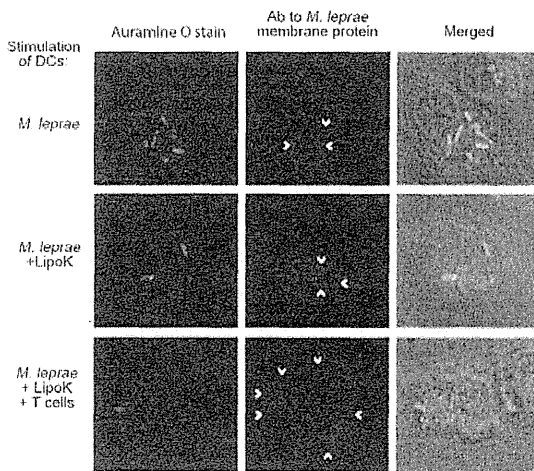 Auramine O stain
Ab to M. leprae
membrane protein
Merged
Stimulation
of DCs:
M. leprae
M. leprae
+LipoK
M. leprae
+ LipoK
+ T cells